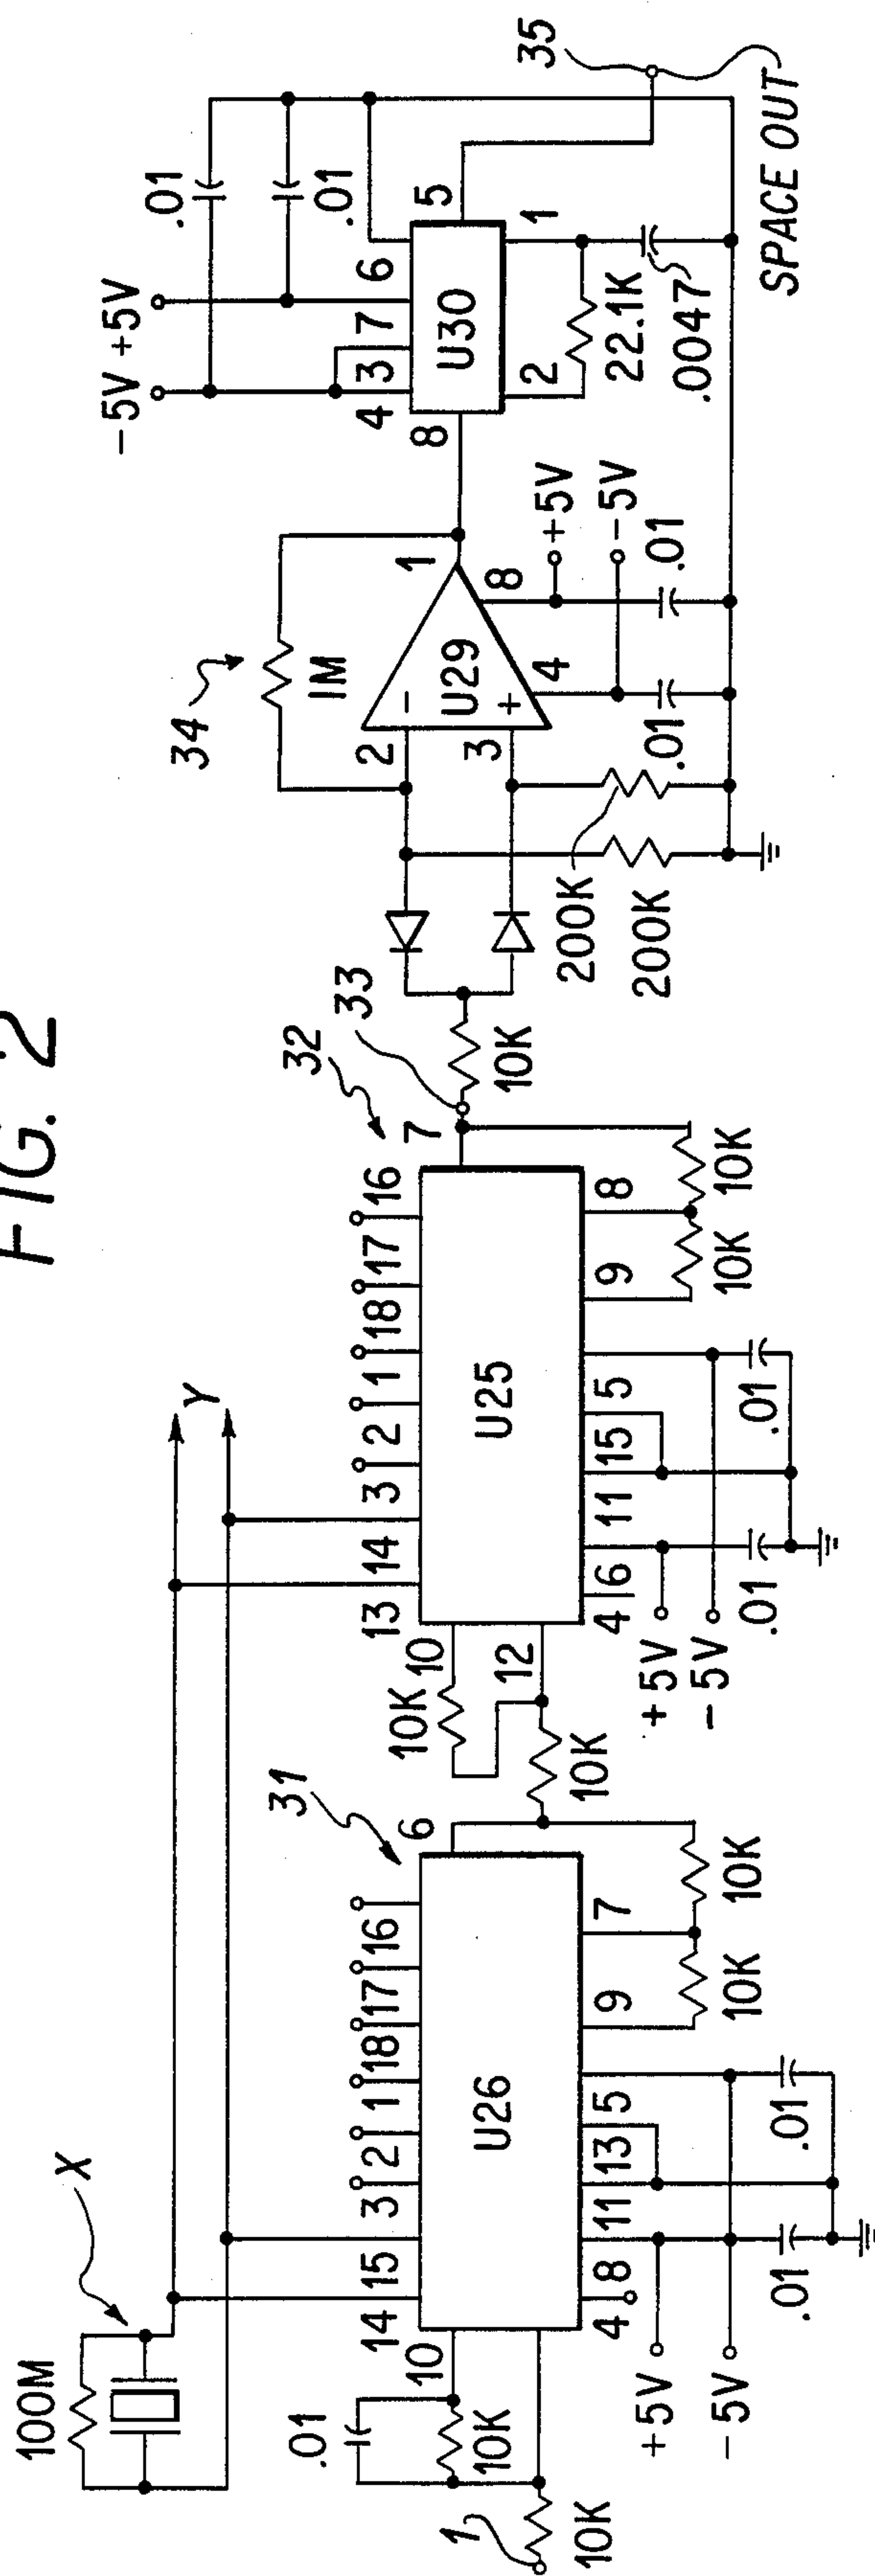 FIG. 2
100M
X
Y
.01
10K
1
10K
10
14
15
3
2
1
18
17
16
U26
31
6
4
8
11
13
5
9
7
+5V
-5V
.01
.01
10K
10K
10K
10K
10
12
13
14
3
2
1
18
17
16
U25
32
7
33
4
6
11
15
5
9
8
+5V
-5V
.01
.01
10K
10K
10K
200K
200K
34
1M
2
3
-
+
U29
1
8
4
+5V
-5V
.01
.01
-5V
+5V
.01
.01
8
4
3
7
6
5
U30
2
1
22.1K
.0047
35
SPACE OUT